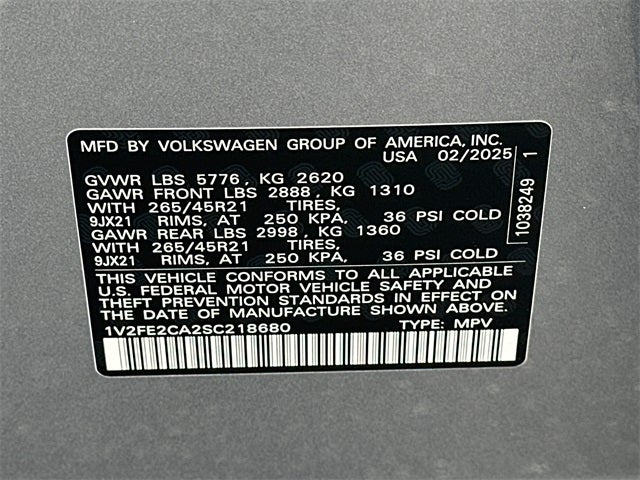 MFD BY VOLKSWAGEN GROUP OF AMERICA, INC.
USA 02/2025
GVWR LBS 5776, KG 2620
GAWR FRONT LBS 2888, KG 1310
WITH 265/45R21 TIRES,
9JX21 RIMS, AT 250 KPA, 36 PSI COLD
GAWR REAR LBS 2998, KG 1360
WITH 265/45R21 TIRES,
9JX21 RIMS, AT 250 KPA, 36 PSI COLD
THIS VEHICLE CONFORMS TO ALL APPLICABLE
U.S. FEDERAL MOTOR VEHICLE SAFETY AND
THEFT PREVENTION STANDARDS IN EFFECT ON
THE DATE OF MANUFACTURE SHOWN ABOVE.
1V2FE2CA2SC218680 TYPE: MPV
1038249 1